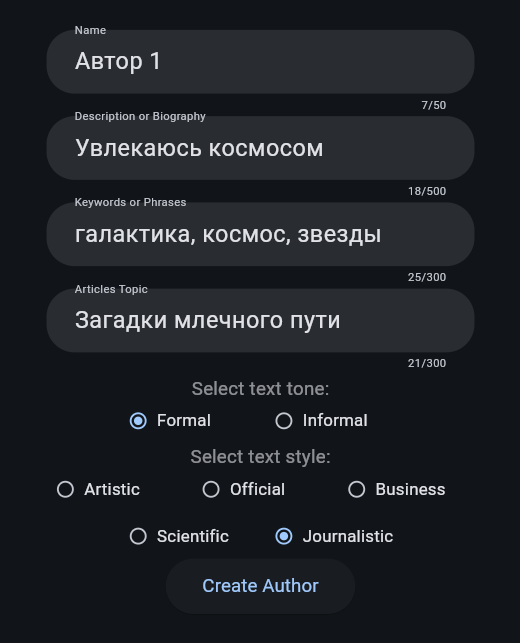 Name
Автор 1
7/50
Description or Biography
Увлекаюсь космосом
18/500
Keywords or Phrases
галактика, космос, звезды
25/300
Articles Topic
Загадки млечного пути
21/300
Select text tone:
Formal Informal
Select text style:
Artistic Official Business
Scientific Journalistic
Create Author